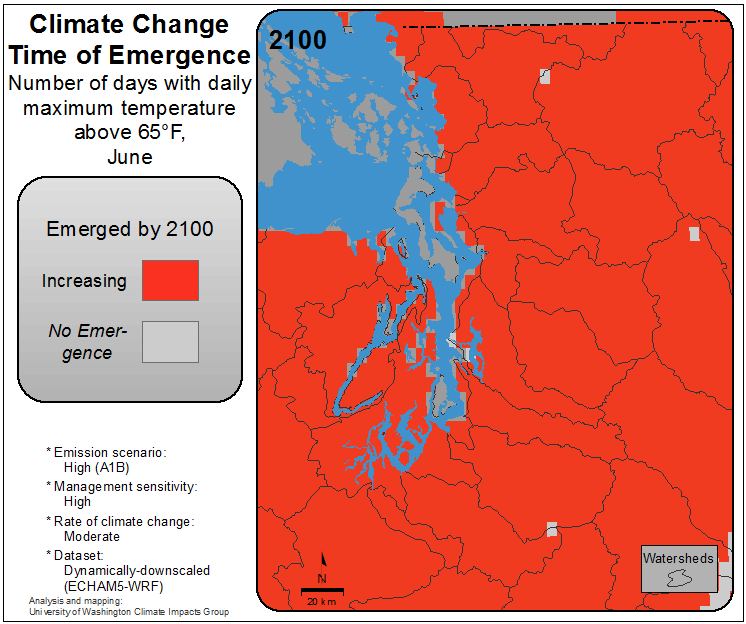 Climate Change
Time of Emergence
Number of days with daily
maximum temperature
above 65°F,
June
Emerged by 2100
Increasing
No Emer-
gence
* Emission scenario:
High (A1B)
* Management sensitivity:
High
* Rate of climate change:
Moderate
* Dataset:
Dynamically-downscaled
(ECHAM5-WRF)
Analysis and mapping:
University of Washington Climate Impacts Group
2100
N
20 km
Watersheds